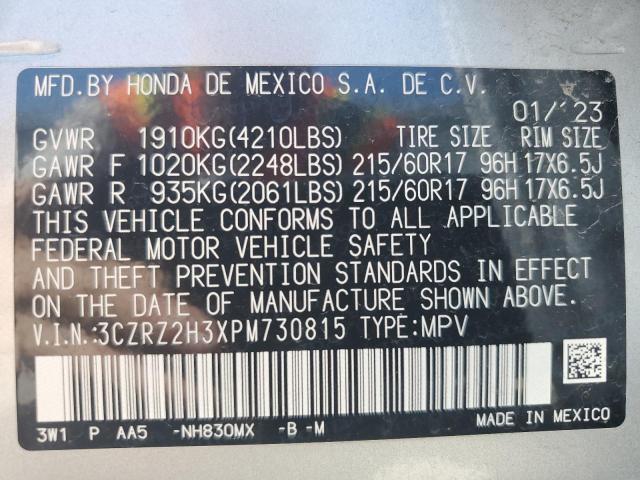 MFD.BY HONDA DE MEXICO S.A. DE C.V.
01/ 23
GVWR 1910KG(4210LBS) TIRE SIZE RIM SIZE
GAWR F 1020KG(2248LBS) 215/60R17 96H 17X6.5J
GAWR R 935KG(2061LBS) 215/60R17 96H 17X6.5J
THIS VEHICLE CONFORMS TO ALL APPLICABLE
FEDERAL MOTOR VEHICLE SAFETY
AND THEFT PREVENTION STANDARDS IN EFFECT
ON THE DATE OF MANUFACTURE SHOWN ABOVE.
V.I.N.:3CZRZ2H3XPM730815 TYPE:MPV
3W1 P AA5 -NH830MX -B -M MADE IN MEXICO